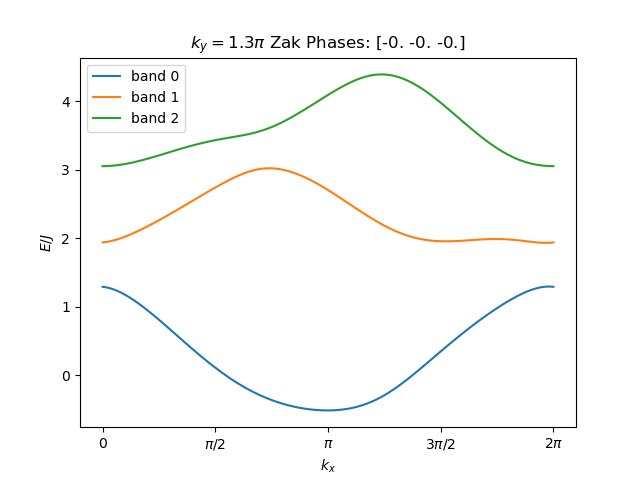 k_y = 1.3π Zak Phases: [-0. -0. -0.]
band 0
band 1
band 2
E/J
4
3
2
1
0
0 π/2 π 3π/2 2π
k_x